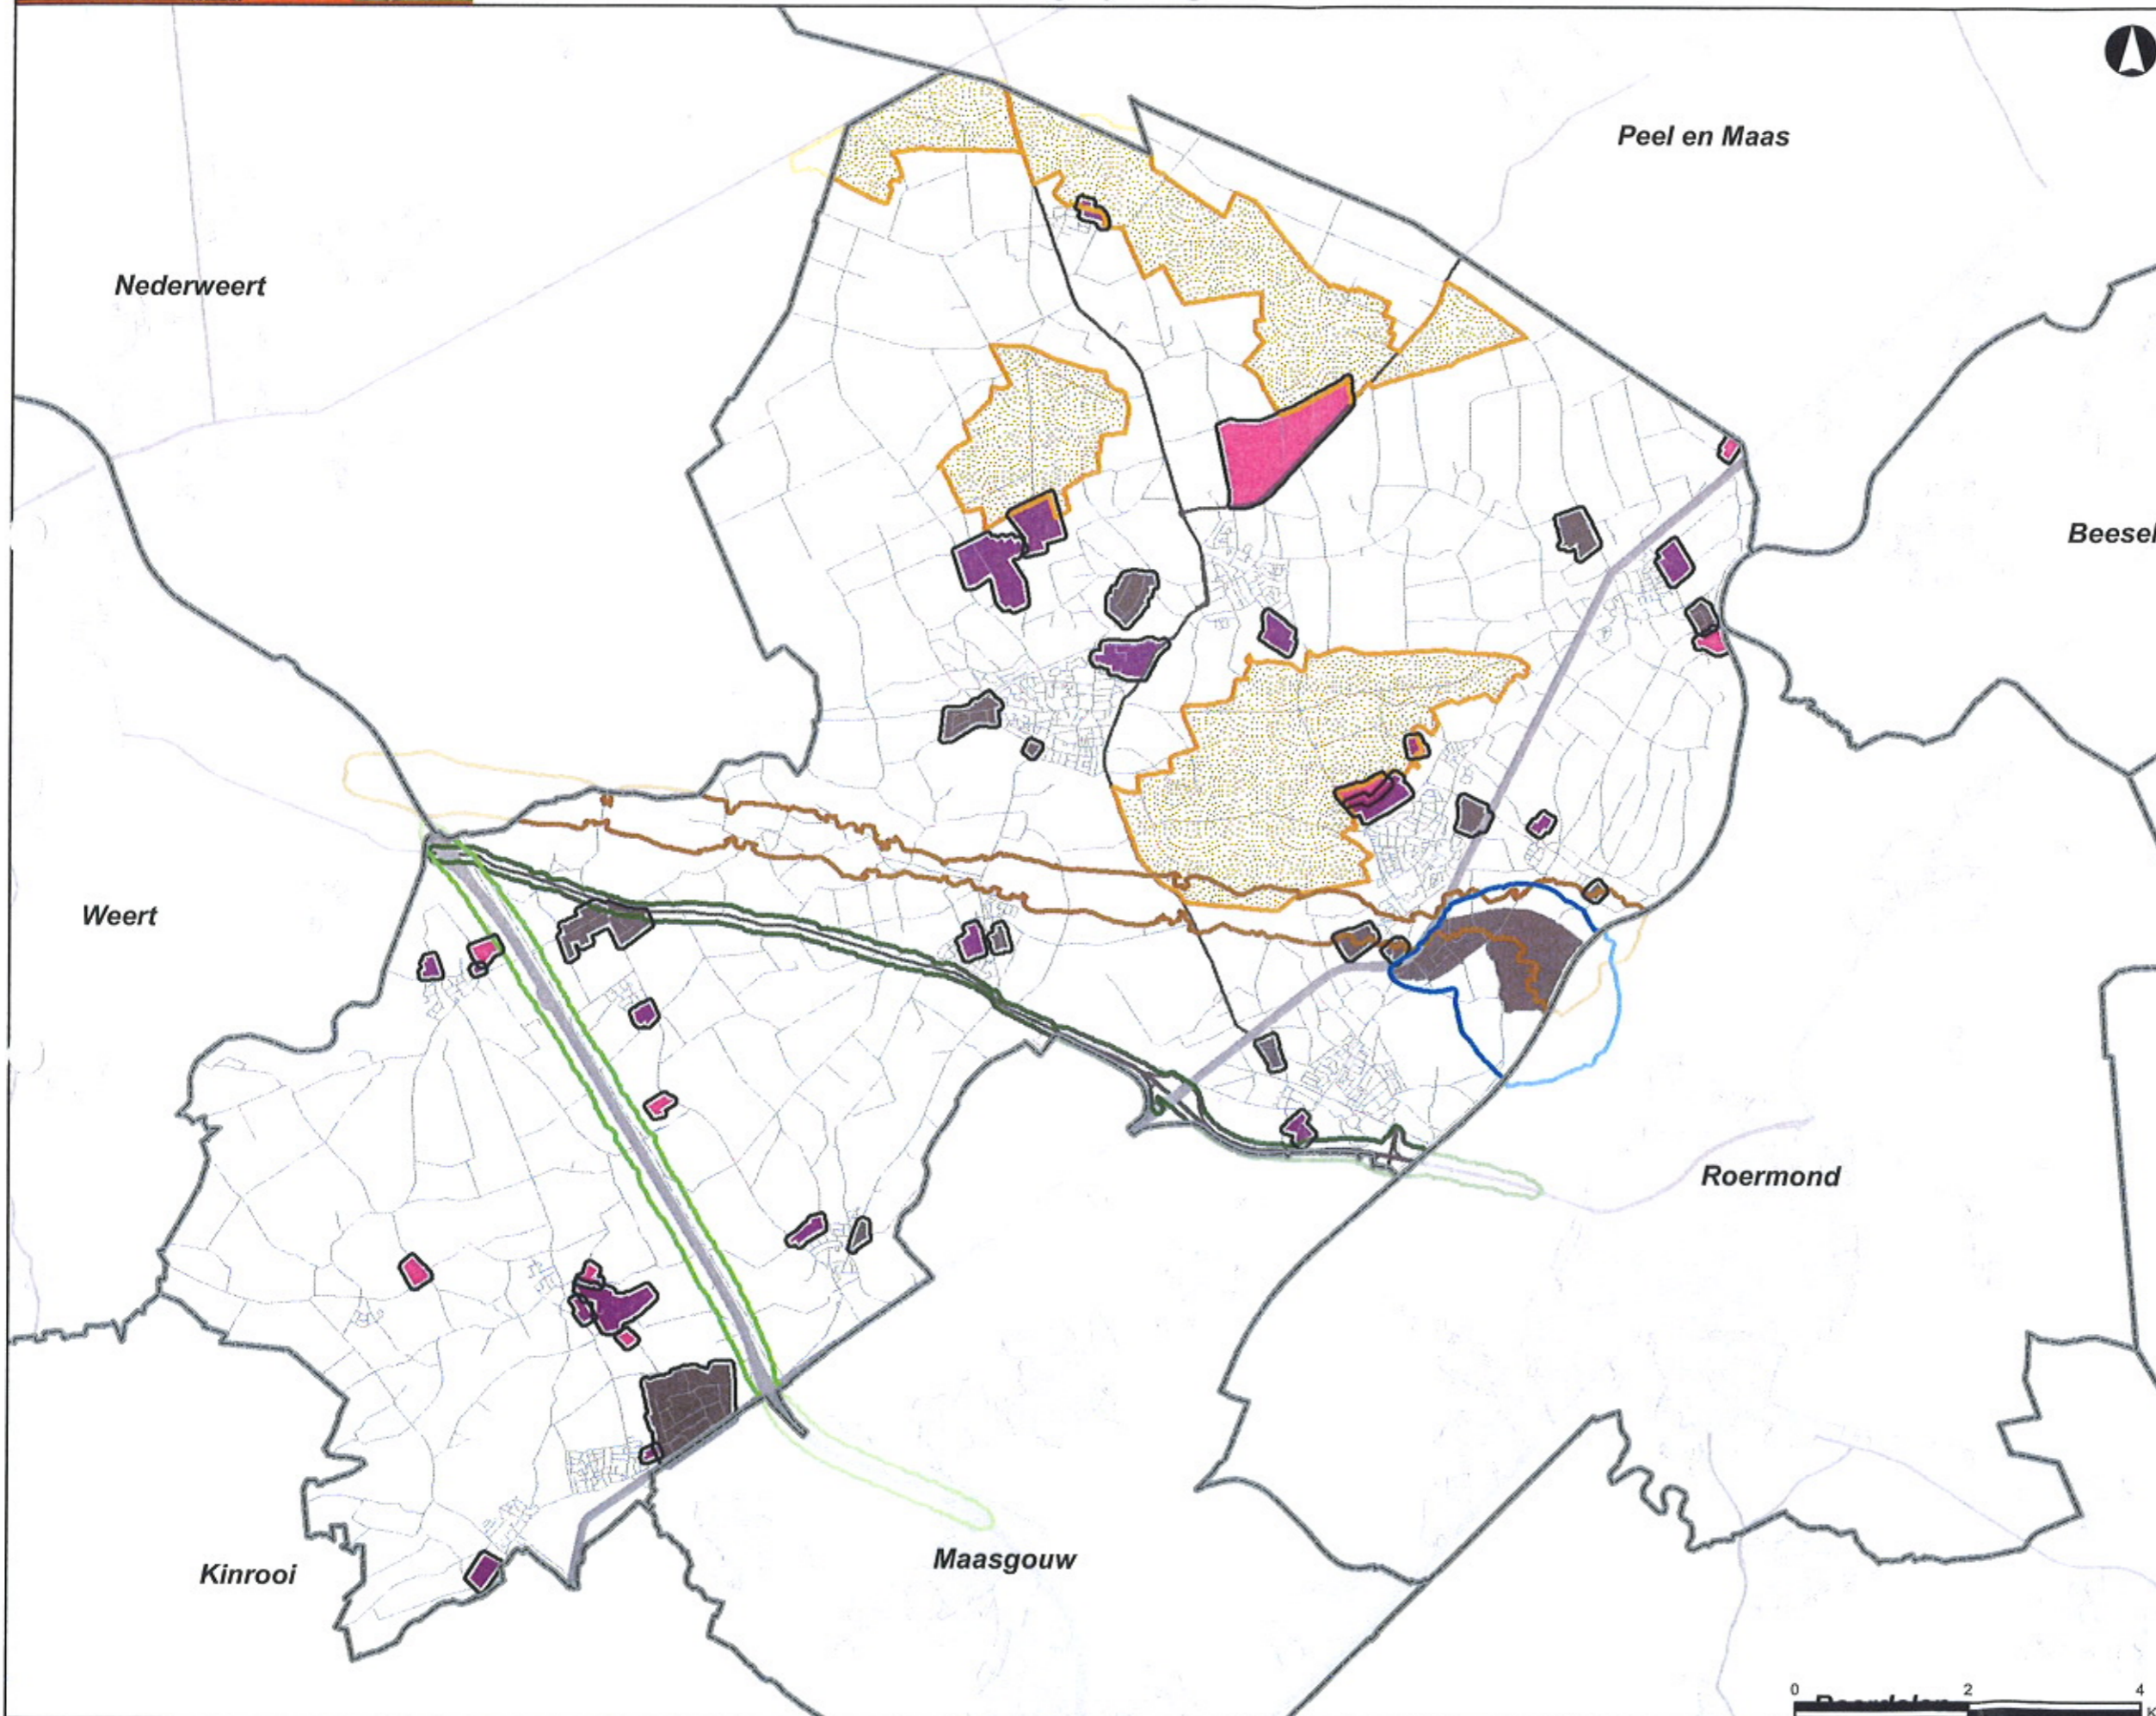 Peel en Maas
Nederweert
Beesel
Weert
Roermond
Maasgouw
Kinrooi
0 2 4